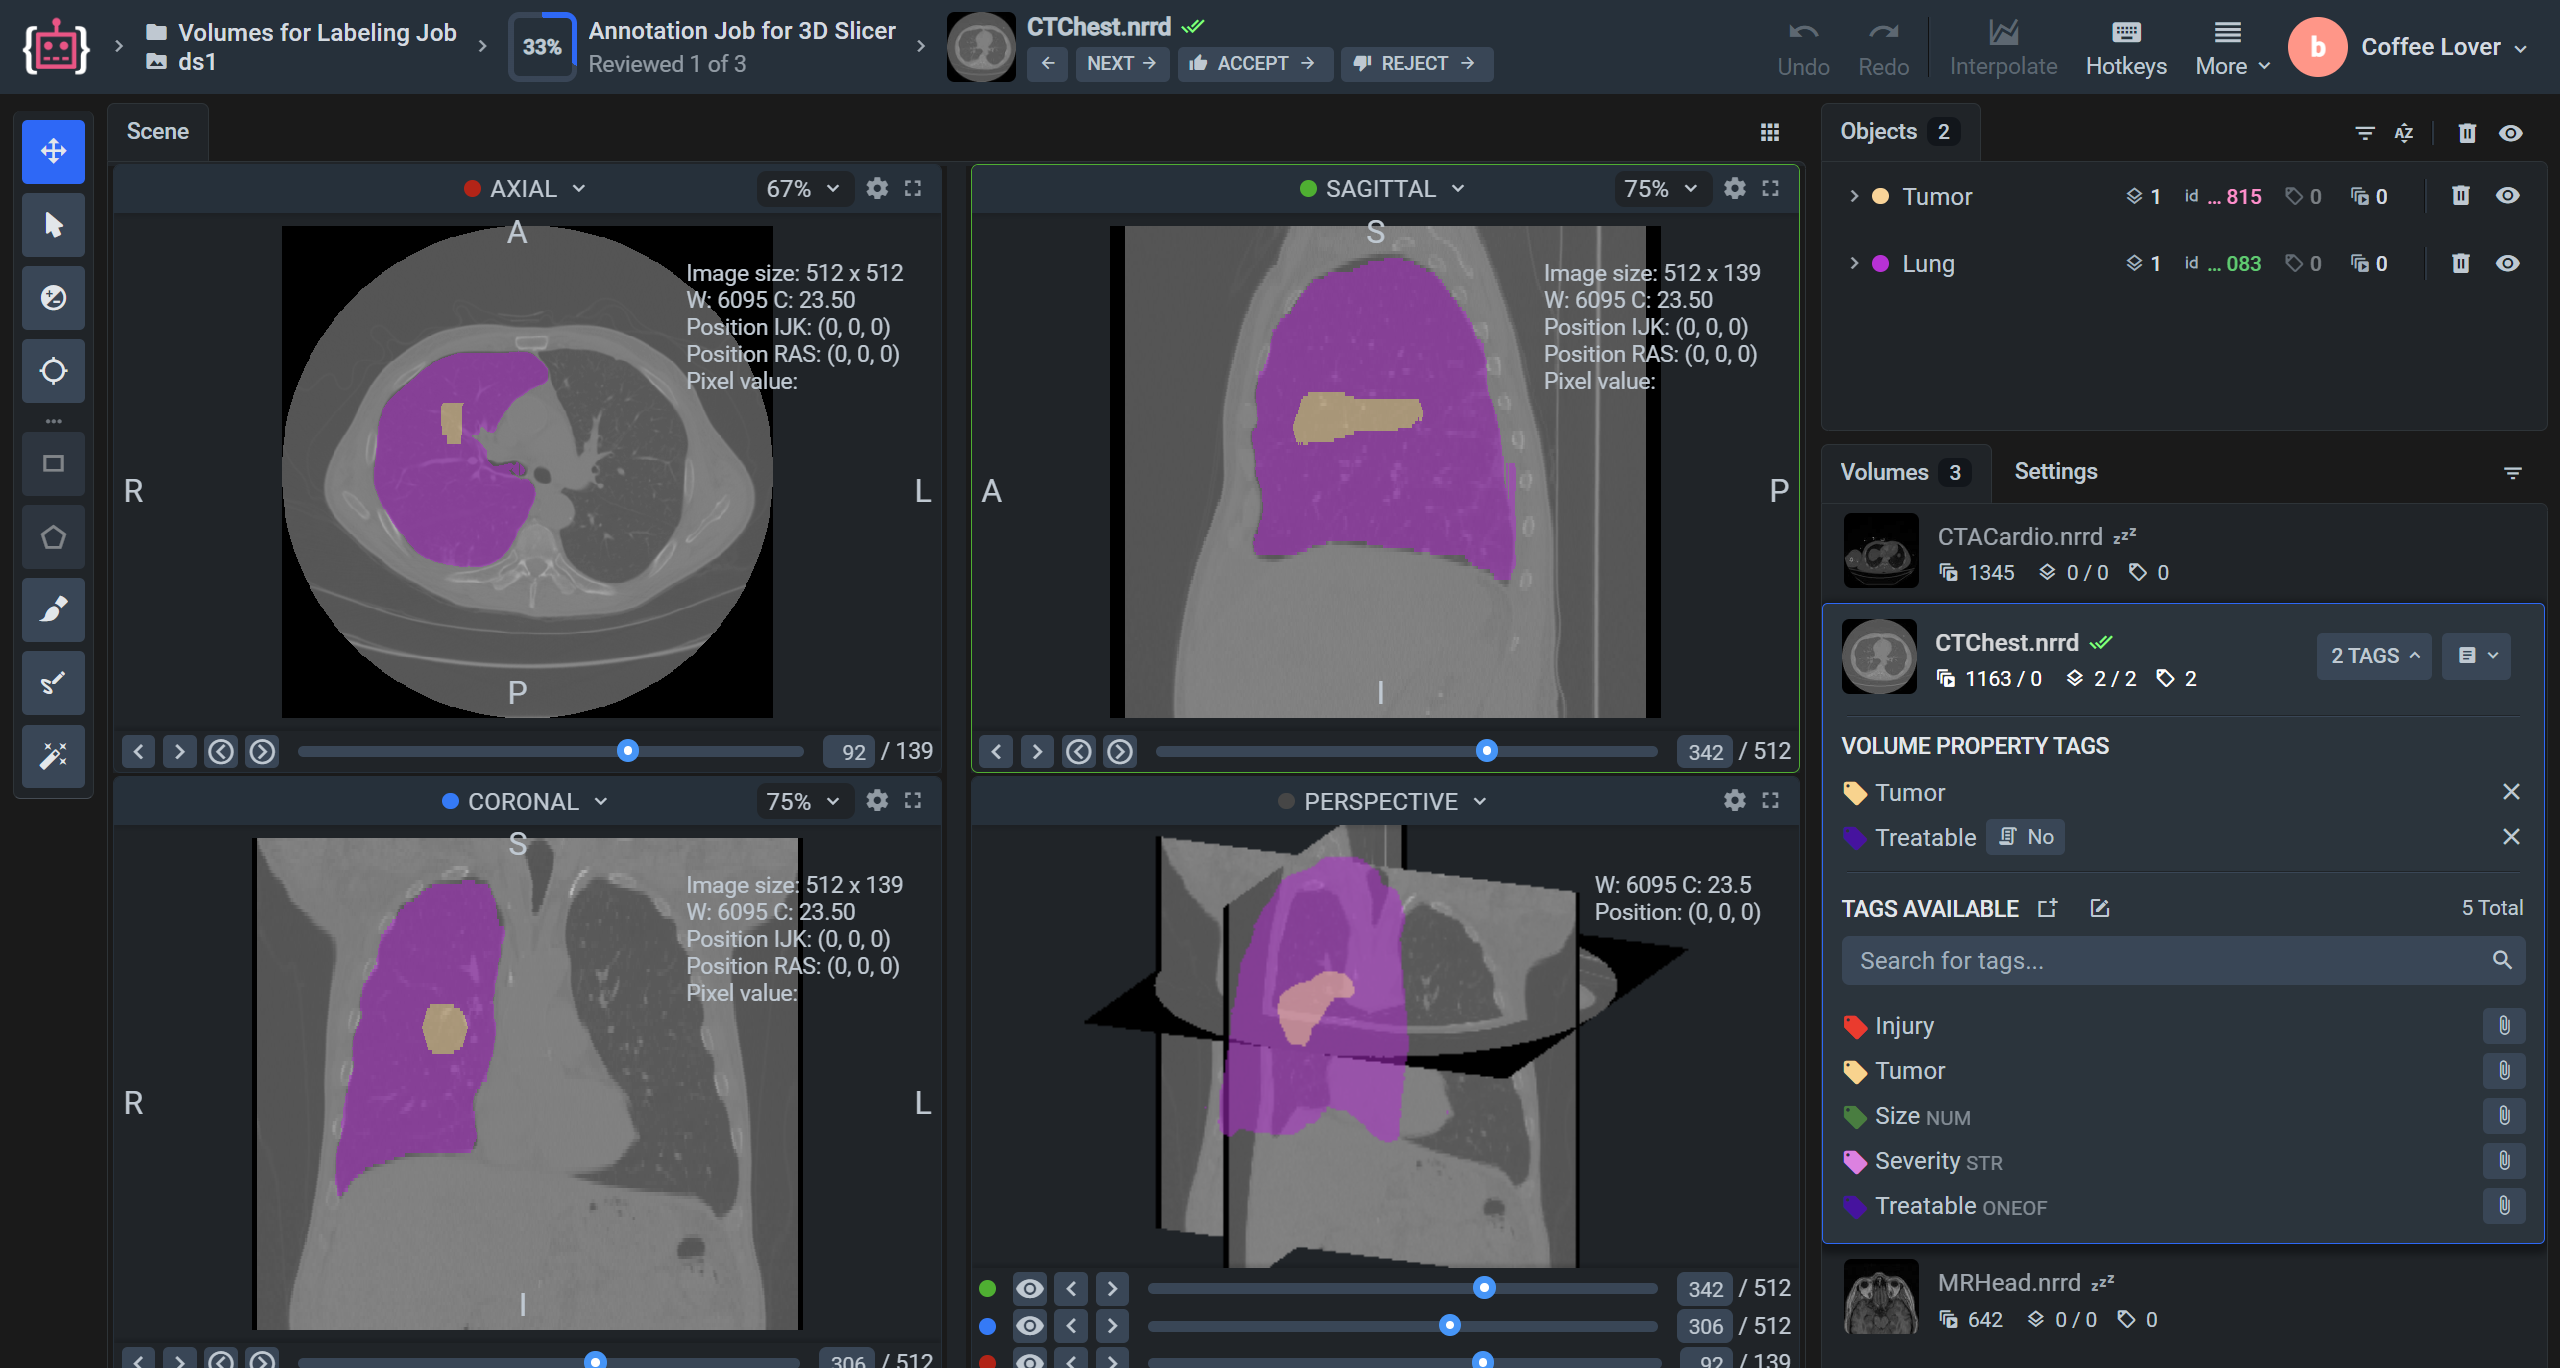 Volumes for Labeling Job
ds1
33%
Annotation Job for 3D Slicer
Reviewed 1 of 3
CTChest.nrrd
NEXT
ACCEPT
REJECT
Undo
Redo
Interpolate
Hotkeys
More
b
Coffee Lover
Scene
AXIAL
67%
A
Image size: 512 x 512
W: 6095 C: 23.50
Position IJK: (0, 0, 0)
Position RAS: (0, 0, 0)
Pixel value:
R
L
P
92 / 139
SAGITTAL
75%
S
Image size: 512 x 139
W: 6095 C: 23.50
Position IJK: (0, 0, 0)
Position RAS: (0, 0, 0)
Pixel value:
A
P
I
342 / 512
CORONAL
75%
S
Image size: 512 x 139
W: 6095 C: 23.50
Position IJK: (0, 0, 0)
Position RAS: (0, 0, 0)
Pixel value:
R
L
I
306 / 512
PERSPECTIVE
W: 6095 C: 23.5
Position: (0, 0, 0)
342 / 512
306 / 512
92 / 139
Objects 2
AZ
Tumor 1 id ... 815 0 0
Lung 1 id ... 083 0 0
Volumes 3
Settings
CTACardio.nrrd zzz
1345 0 / 0 0
CTChest.nrrd
1163 / 0 2 / 2 2
2 TAGS
VOLUME PROPERTY TAGS
Tumor
Treatable No
TAGS AVAILABLE
5 Total
Search for tags...
Injury
Tumor
Size NUM
Severity STR
Treatable ONEOF
MRHead.nrrd zzz
642 0 / 0 0